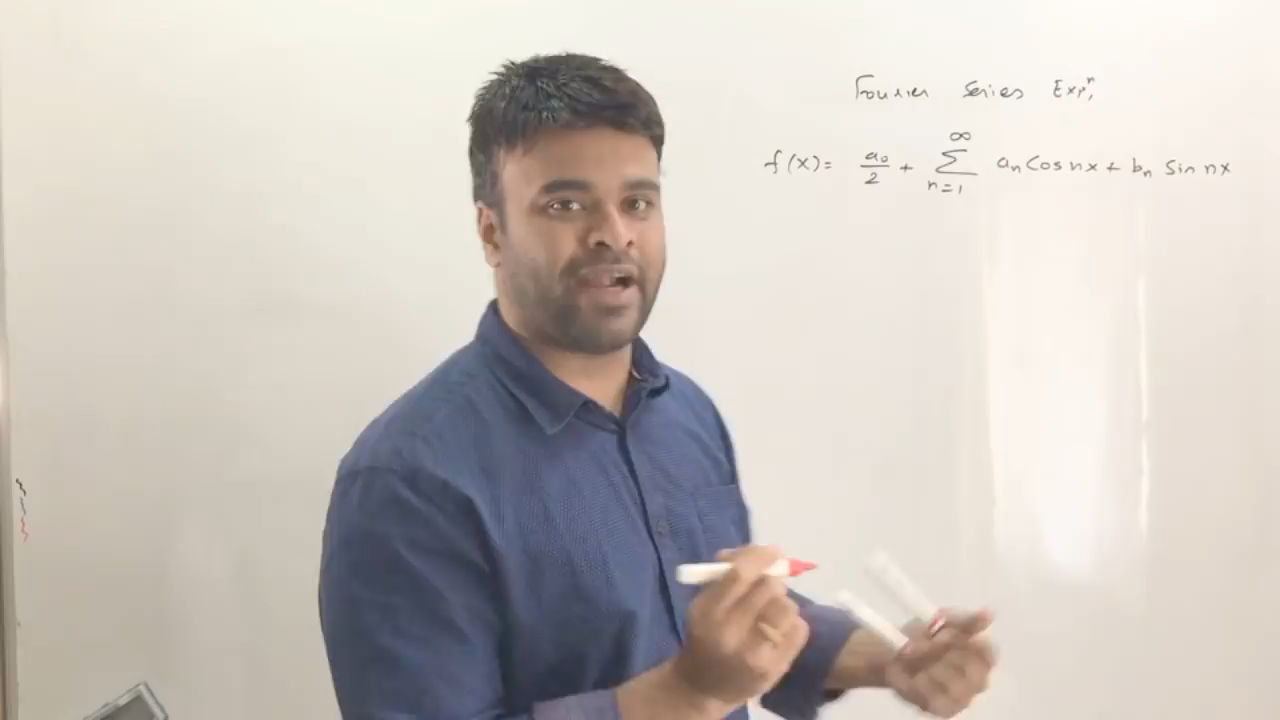 Fourier Series Expⁿ,
f(x) = a₀/2 + ∞∑n=1 aₙ Cos nx + bₙ Sin nx